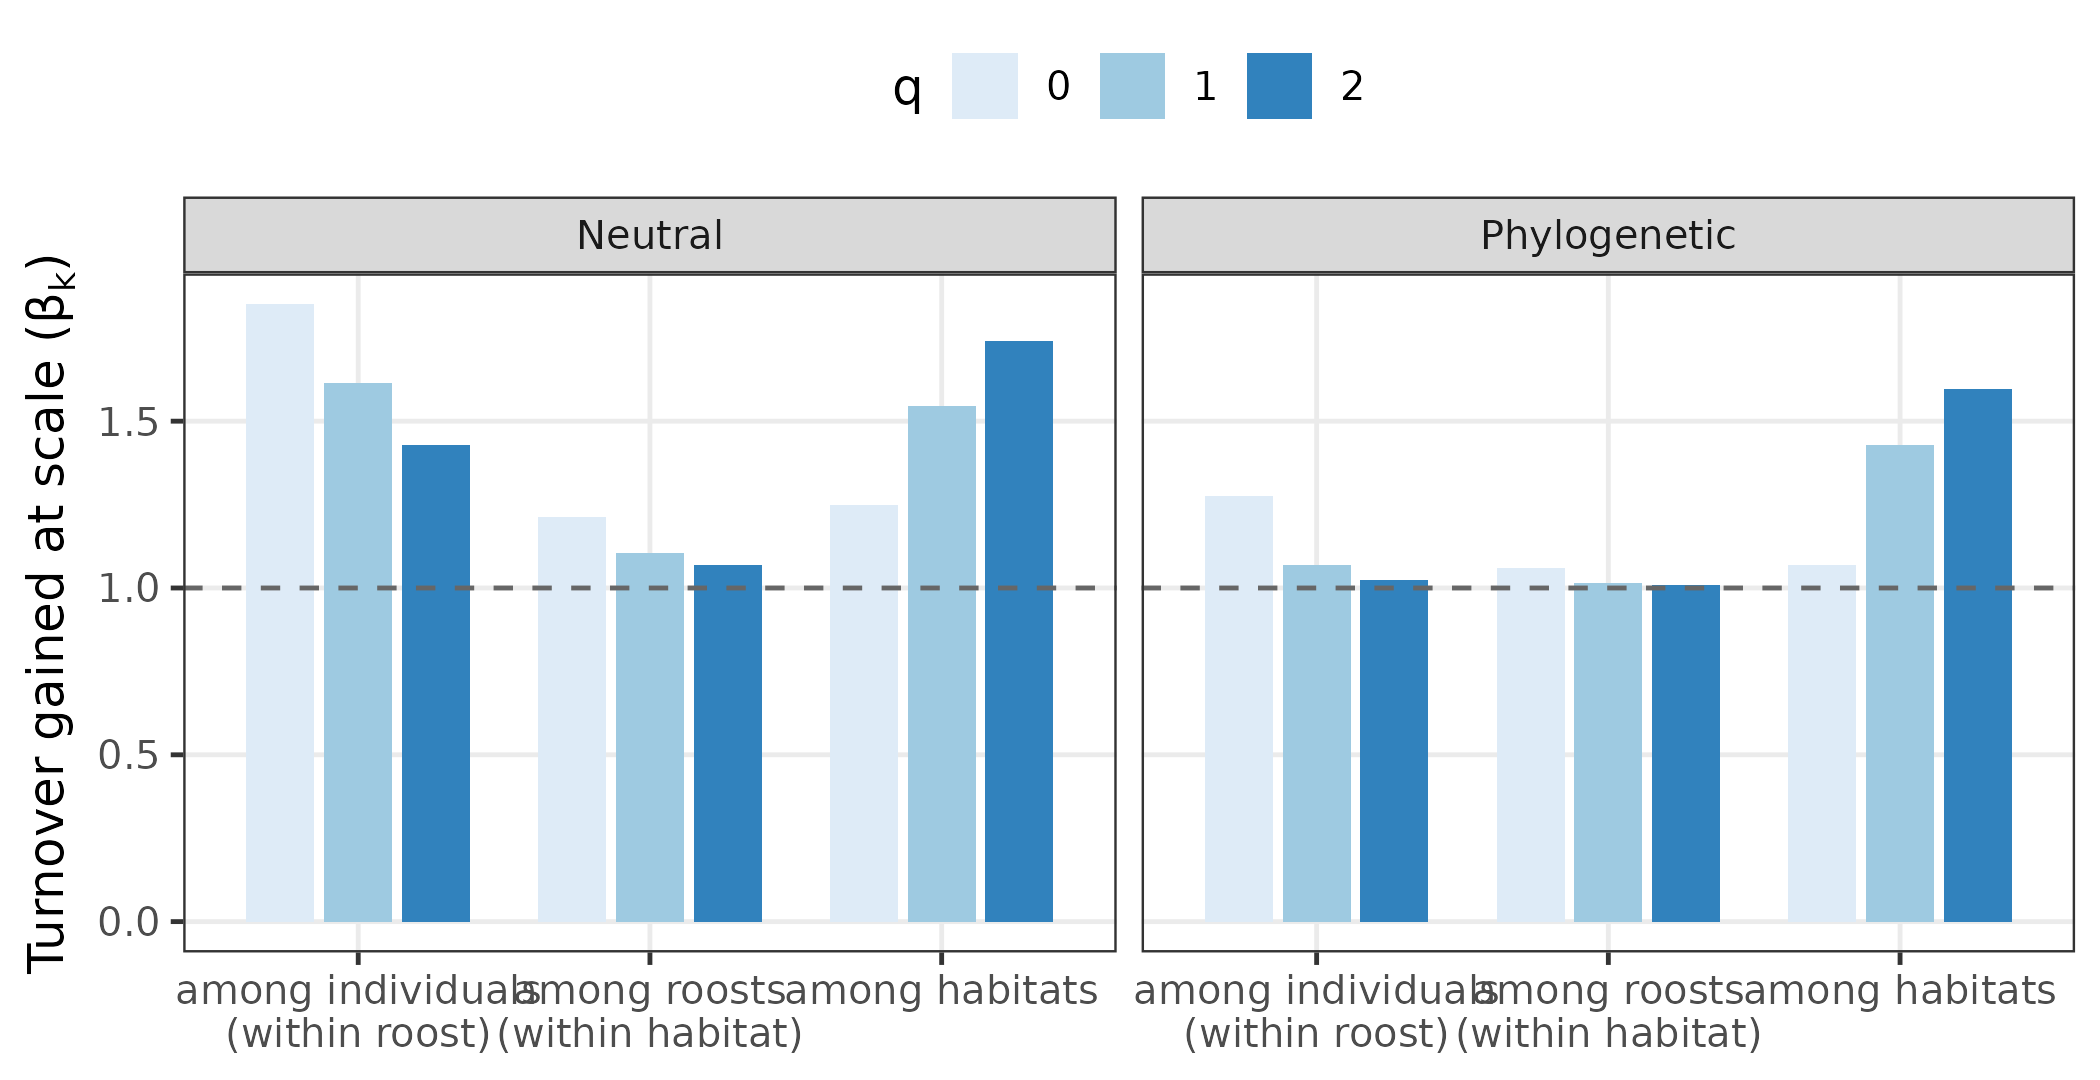 q 0 1 2
Neutral
Phylogenetic
Turnover gained at scale (βk)
1.5
1.0
0.5
0.0
among individuals
(within roost)
among roosts
(within habitat)
among habitats
among individuals
(within roost)
among roosts
(within habitat)
among habitats